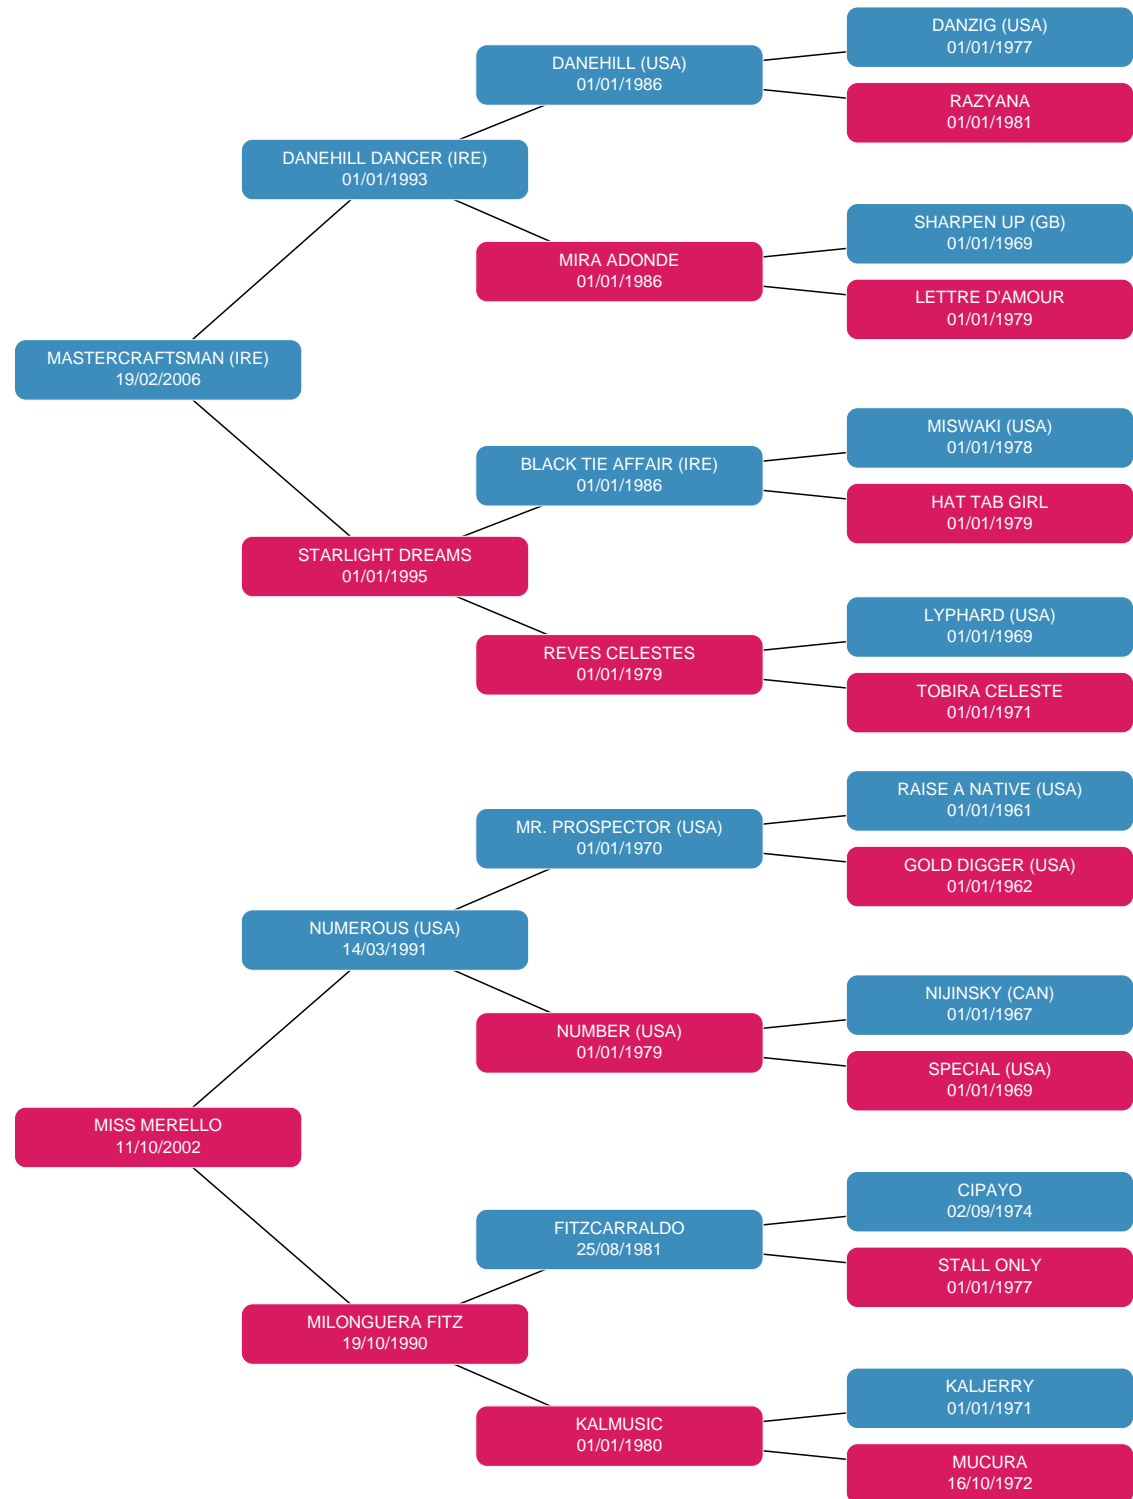 DANZIG (USA)
01/01/1977
DANEHILL (USA)
01/01/1986
RAZYANA
01/01/1981
DANEHILL DANCER (IRE)
01/01/1993
SHARPEN UP (GB)
01/01/1969
MIRA ADONDE
01/01/1986
LETTRE D'AMOUR
01/01/1979
MASTERCRAFTSMAN (IRE)
19/02/2006
MISWAKI (USA)
01/01/1978
BLACK TIE AFFAIR (IRE)
01/01/1986
HAT TAB GIRL
01/01/1979
STARLIGHT DREAMS
01/01/1995
LYPHARD (USA)
01/01/1969
REVES CELESTES
01/01/1979
TOBIRA CELESTE
01/01/1971
RAISE A NATIVE (USA)
01/01/1961
MR. PROSPECTOR (USA)
01/01/1970
GOLD DIGGER (USA)
01/01/1962
NUMEROUS (USA)
14/03/1991
NIJINSKY (CAN)
01/01/1967
NUMBER (USA)
01/01/1979
SPECIAL (USA)
01/01/1969
MISS MERELLO
11/10/2002
CIPAYO
02/09/1974
FITZCARRALDO
25/08/1981
STALL ONLY
01/01/1977
MILONGUERA FITZ
19/10/1990
KALJERRY
01/01/1971
KALMUSIC
01/01/1980
MUCURA
16/10/1972